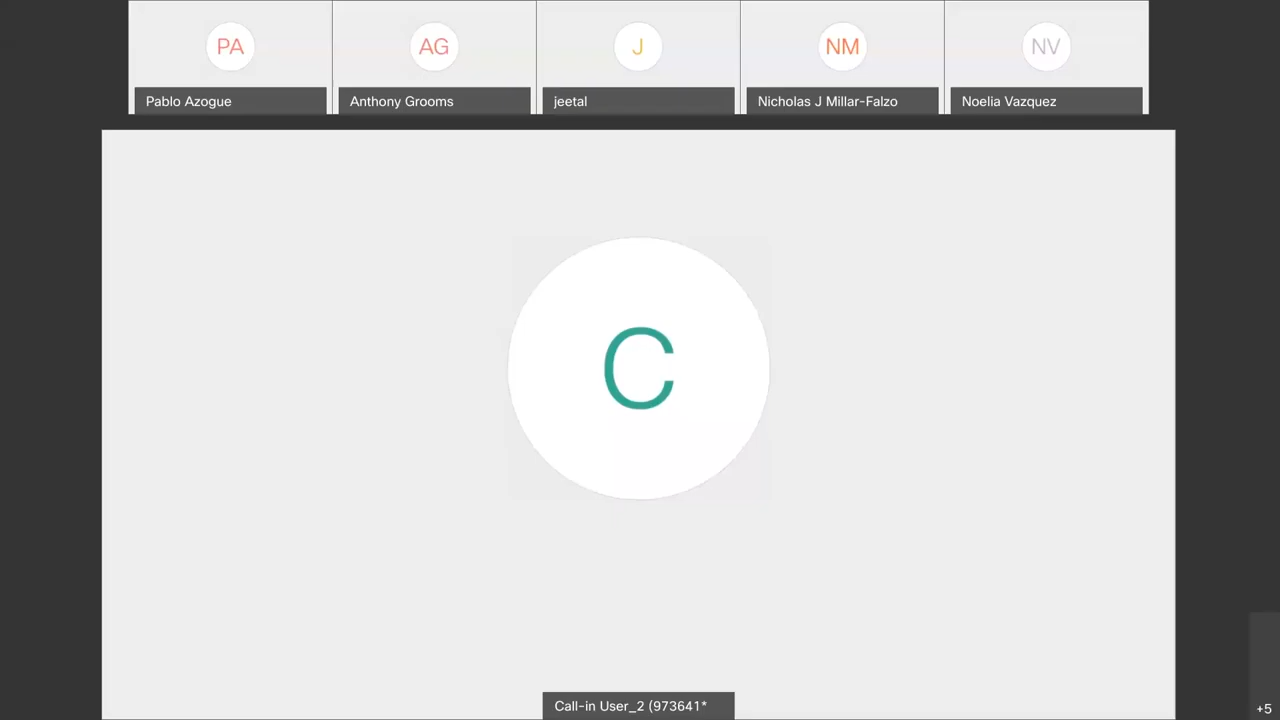 PA
AG
J
NM
NV
Pablo Azogue
Anthony Grooms
jeetal
Nicholas J Millar-Falzo
Noelia Vazquez
C
Call-in User_2 (973641*
+5